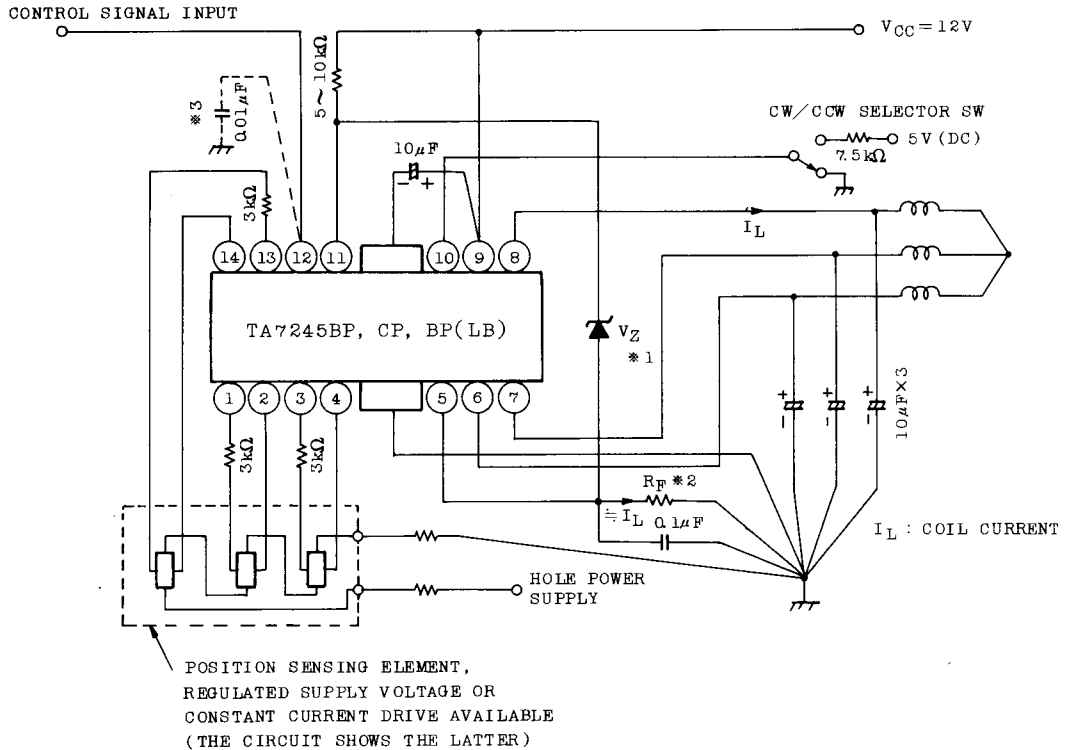 CONTROL SIGNAL INPUT
VCC=12V
5~10kΩ
※3
0.01μF
CW/CCW SELECTOR SW
5V(DC)
7.5kΩ
10μF
- +
3kΩ
IL
14 13 12 11 10 9 8
TA7245BP, CP, BP(LB)
VZ
※1
1 2 3 4 5 6 7
+ + +
- - -
10μF×3
3kΩ
3kΩ
RF ※2
≒IL
0.1μF
IL : COIL CURRENT
HOLE POWER
SUPPLY
POSITION SENSING ELEMENT,
REGULATED SUPPLY VOLTAGE OR
CONSTANT CURRENT DRIVE AVAILABLE
(THE CIRCUIT SHOWS THE LATTER)